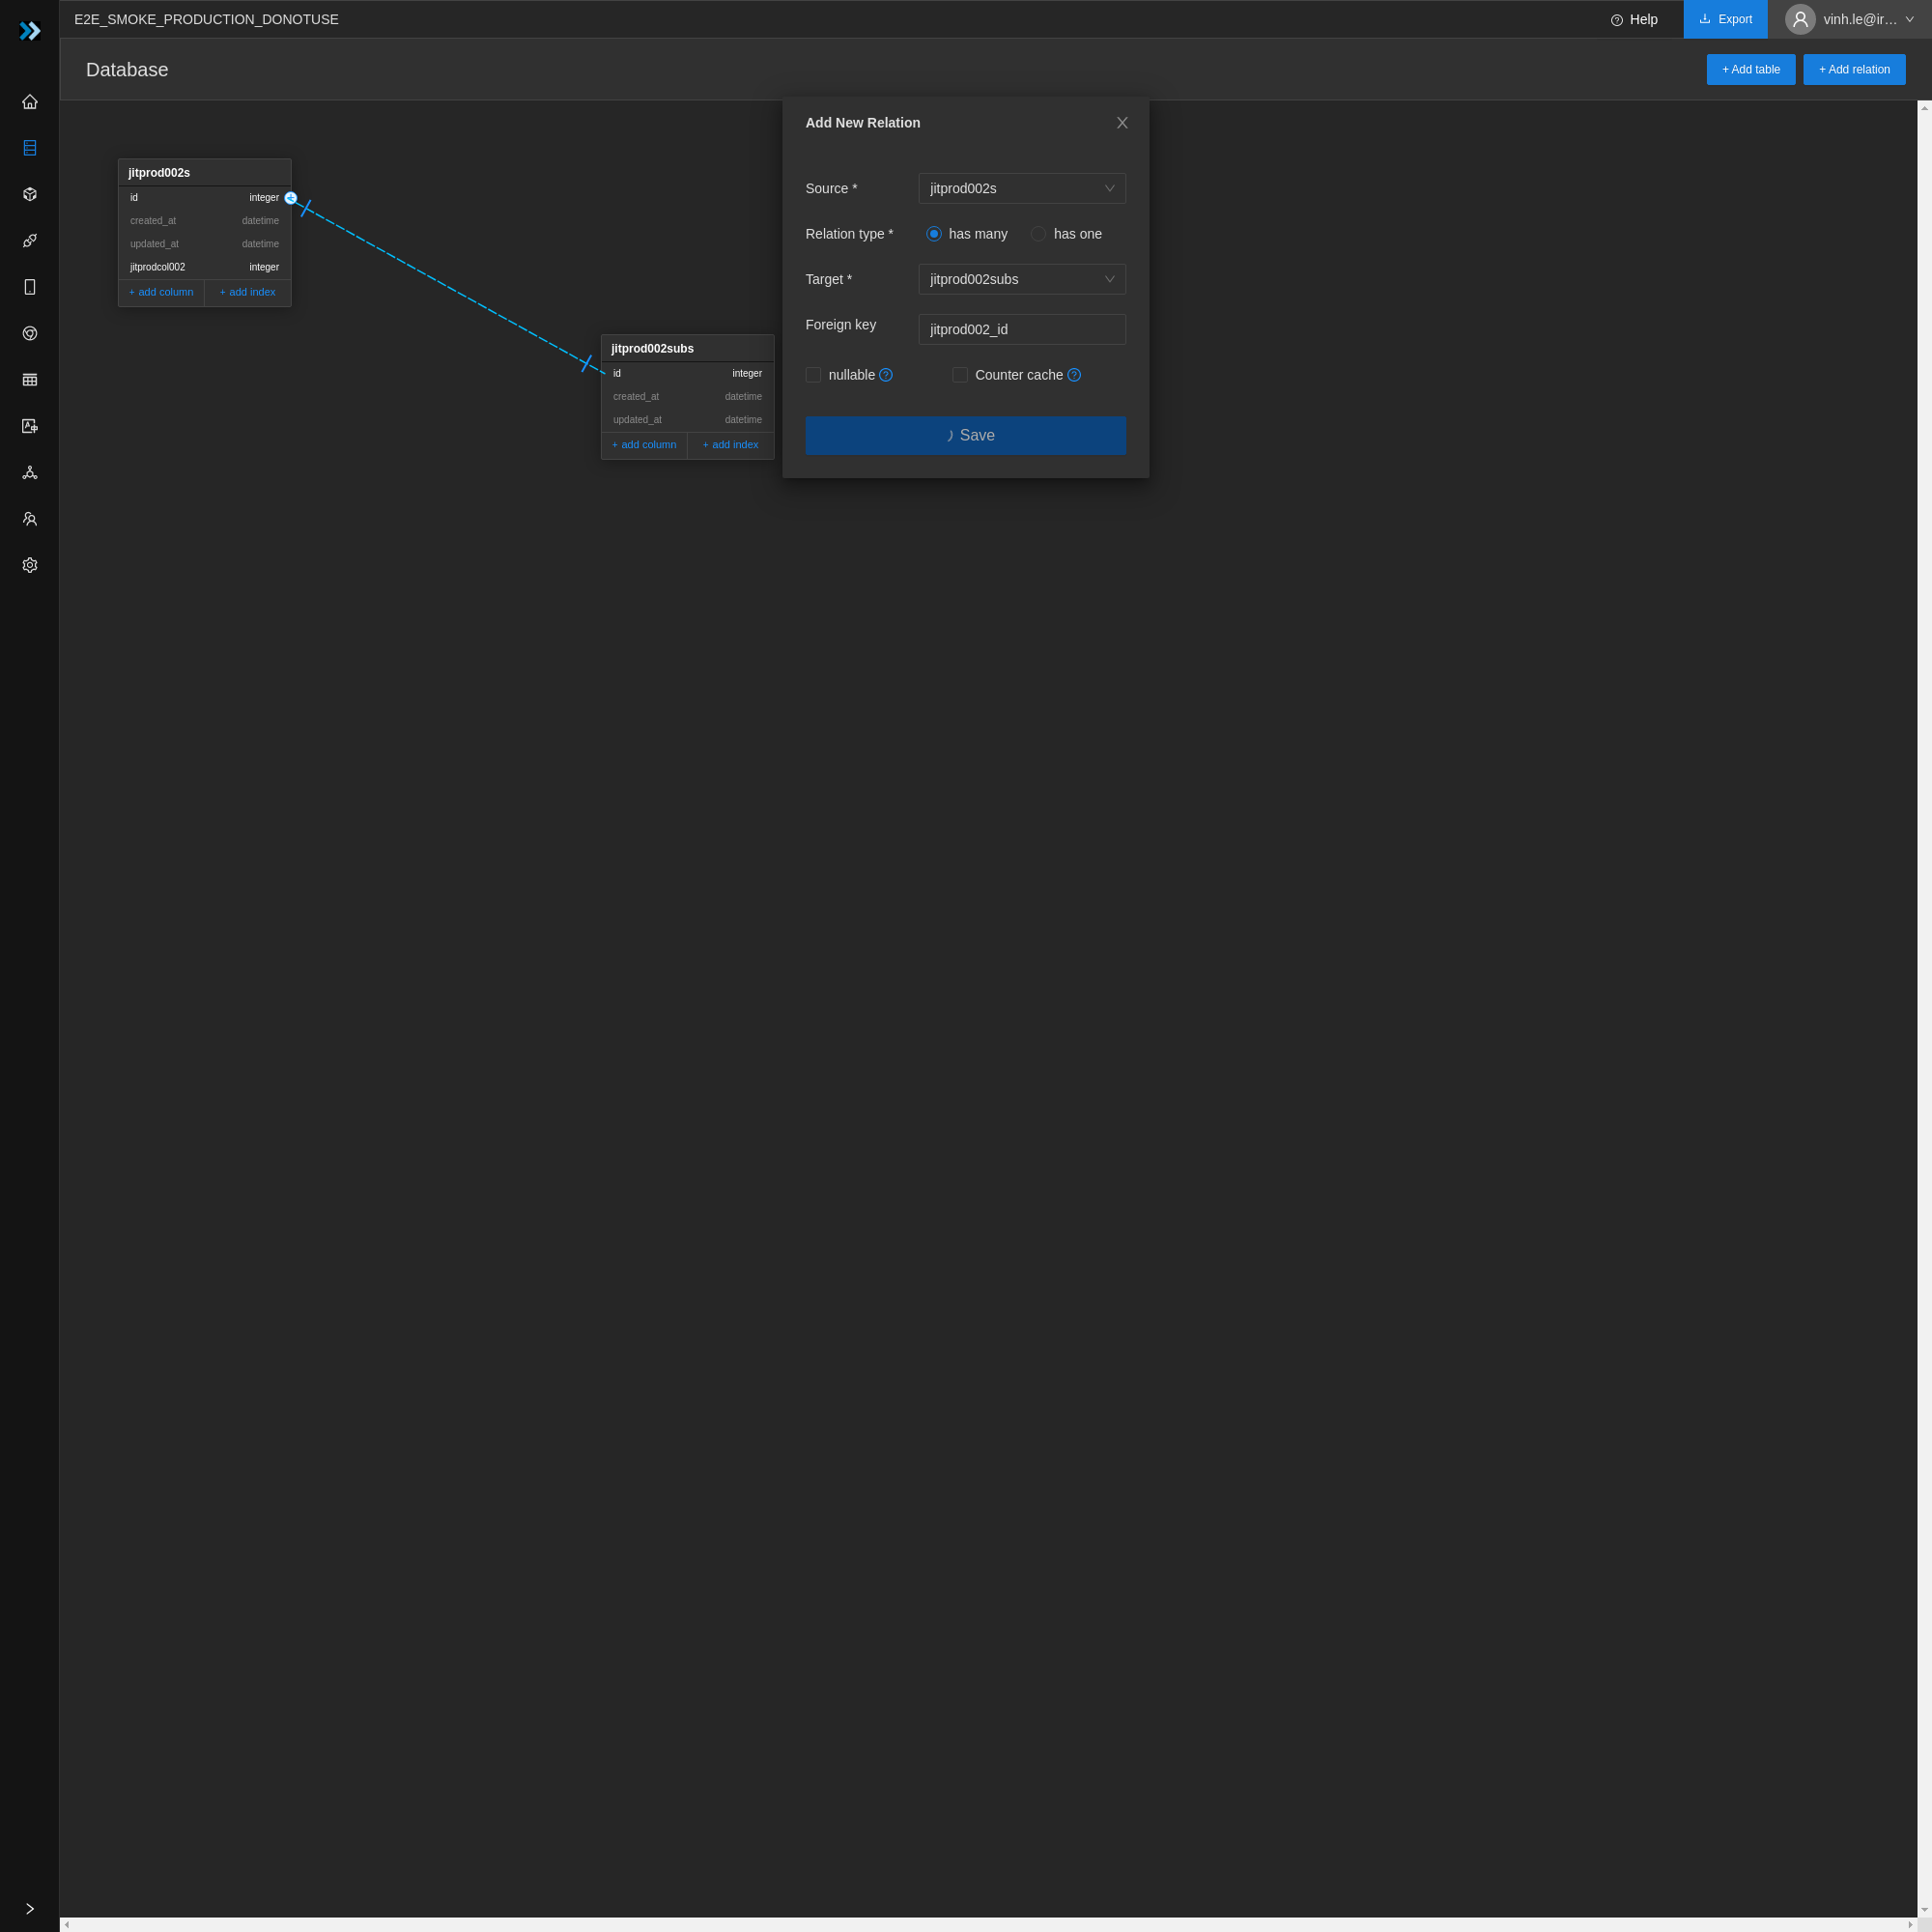 E2E_SMOKE_PRODUCTION_DONOTUSE
Help
Export
vinh.le@ir…
Database
+ Add table
+ Add relation
jitprod002s
id integer
created_at datetime
updated_at datetime
jitprodcol002 integer
+ add column + add index
jitprod002subs
id integer
created_at datetime
updated_at datetime
+ add column + add index
Add New Relation
Source * jitprod002s
Relation type * has many has one
Target * jitprod002subs
Foreign key jitprod002_id
nullable Counter cache
Save